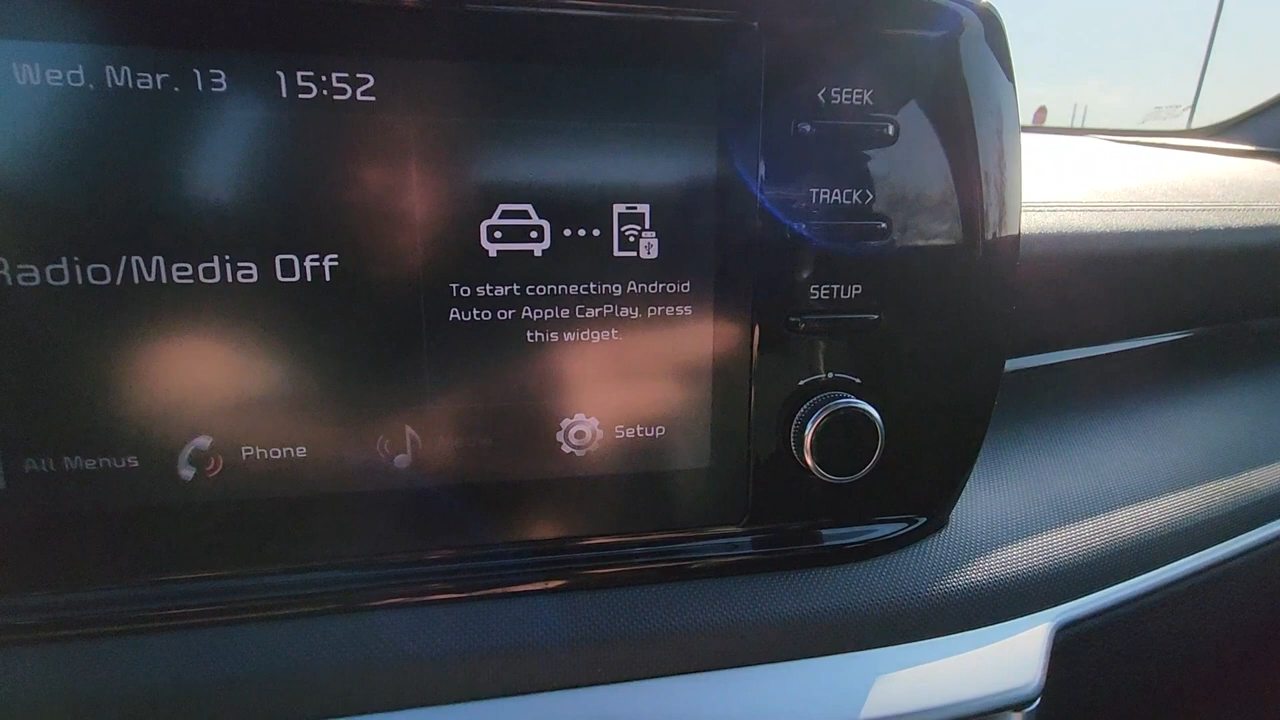 Wed, Mar. 13 15:52
<SEEK
TRACK>
Radio/Media Off
To start connecting Android
Auto or Apple CarPlay, press
this widget.
SETUP
All Menus Phone Media Setup